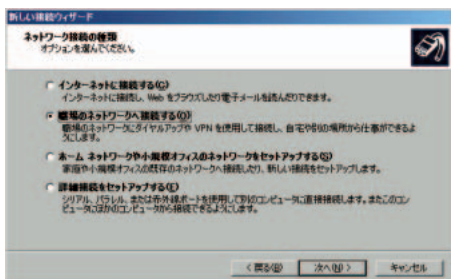 新しい接続ウィザード
ネットワーク接続の種類
オプションを選んでください。
インターネットに接続する(C)
インターネットに接続し、Web をブラウズしたり電子メールを読んだりできます。
職場のネットワークへ接続する(O)
職場のネットワークにダイヤルアップや VPN を使用して接続し、自宅や別の場所から仕事ができるよ
うにします。
ホーム ネットワークや小規模オフィスのネットワークをセットアップする(S)
家庭や小規模オフィスの既存のネットワークへ接続したり、新しい接続をセットアップします。
詳細接続をセットアップする(E)
シリアル、パラレル、または赤外線ポートを使用して別のコンピュータに直接接続します。またこのコン
ピュータにほかのコンピュータから接続できるようにします。
< 戻る(B)
次へ(N) >
キャンセル